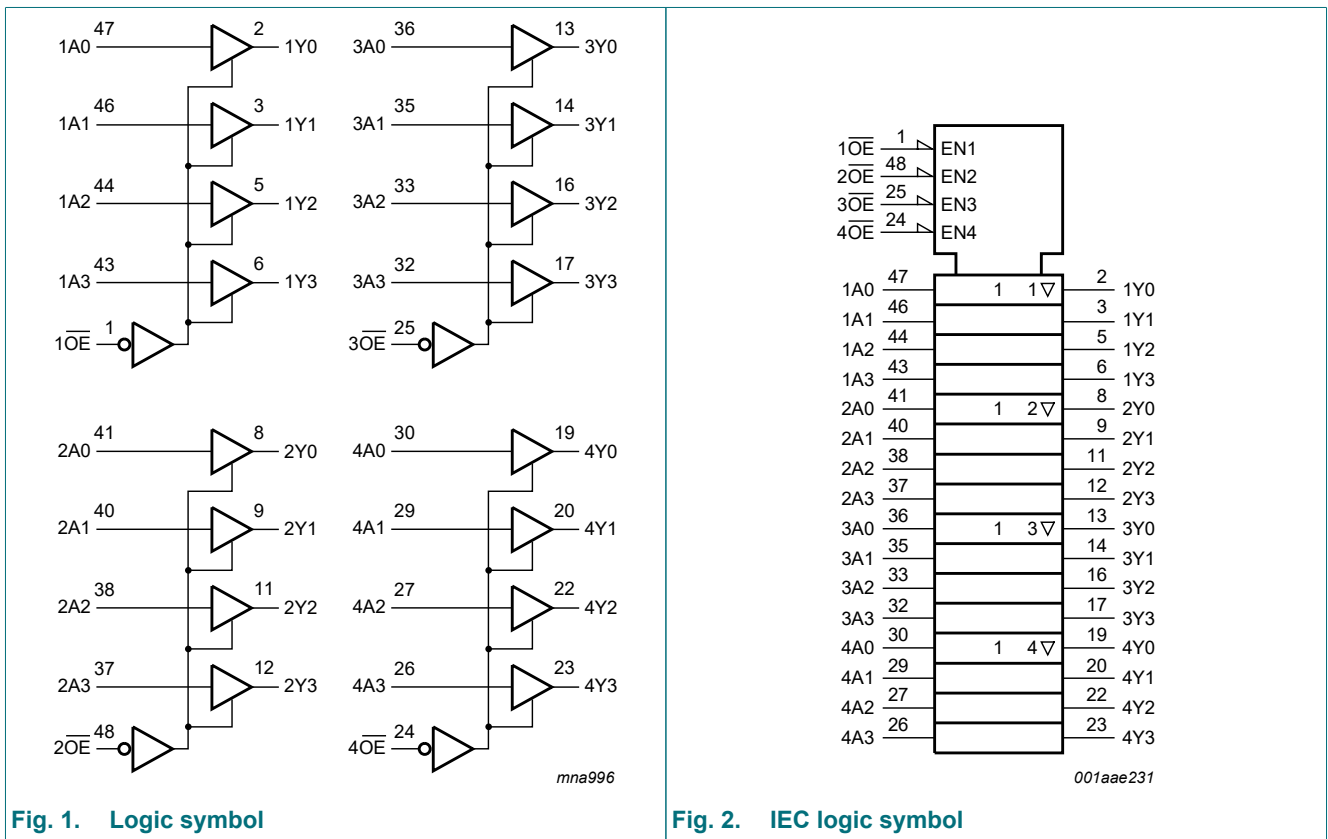 47 2
1A0 1Y0
46 3
1A1 1Y1
44 5
1A2 1Y2
43 6
1A3 1Y3
1
1O̅E̅
36 13
3A0 3Y0
35 14
3A1 3Y1
33 16
3A2 3Y2
32 17
3A3 3Y3
25
3O̅E̅
41 8
2A0 2Y0
40 9
2A1 2Y1
38 11
2A2 2Y2
37 12
2A3 2Y3
48
2O̅E̅
30 19
4A0 4Y0
29 20
4A1 4Y1
27 22
4A2 4Y2
26 23
4A3 4Y3
24
4O̅E̅
mna996
Fig. 1. Logic symbol
1O̅E̅ 1 EN1
2O̅E̅ 48 EN2
3O̅E̅ 25 EN3
4O̅E̅ 24 EN4
1A0 47 1 1▽ 2 1Y0
1A1 46 3 1Y1
1A2 44 5 1Y2
1A3 43 6 1Y3
2A0 41 1 2▽ 8 2Y0
2A1 40 9 2Y1
2A2 38 11 2Y2
2A3 37 12 2Y3
3A0 36 1 3▽ 13 3Y0
3A1 35 14 3Y1
3A2 33 16 3Y2
3A3 32 17 3Y3
4A0 30 1 4▽ 19 4Y0
4A1 29 20 4Y1
4A2 27 22 4Y2
4A3 26 23 4Y3
001aae231
Fig. 2. IEC logic symbol